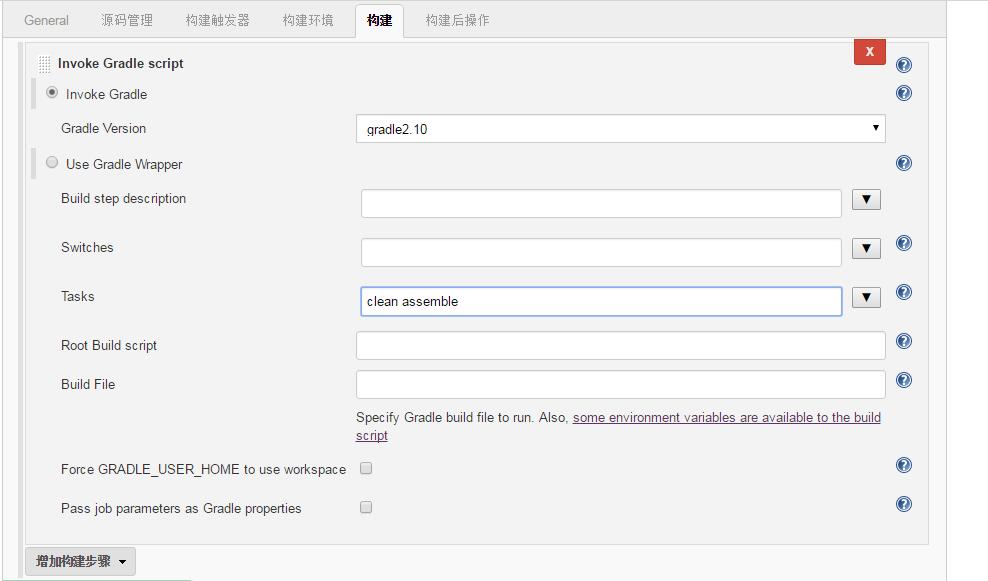 General 源码管理 构建触发器 构建环境 构建 构建后操作
Invoke Gradle script X
Invoke Gradle
Gradle Version gradle2.10
Use Gradle Wrapper
Build step description
Switches
Tasks clean assemble
Root Build script
Build File
Specify Gradle build file to run. Also, some environment variables are available to the build
script
Force GRADLE_USER_HOME to use workspace
Pass job parameters as Gradle properties
增加构建步骤